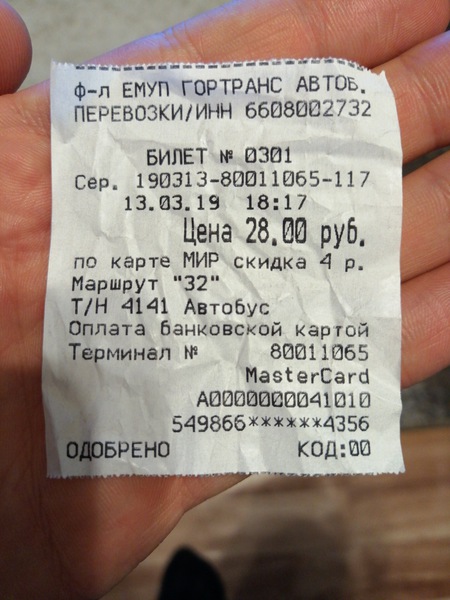 ф-л ЕМУП ГОРТРАНС АВТОБ.
ПЕРЕВОЗКИ/ИНН 6608002732
БИЛЕТ № 0301
Сер. 190313-80011065-117
13.03.19 18:17
Цена 28.00 руб.
по карте МИР скидка 4 р.
Маршрут "32"
Т/Н 4141 Автобус
Оплата банковской картой
Терминал № 80011065
MasterCard
A0000000041010
549866******4356
ОДОБРЕНО КОД:00